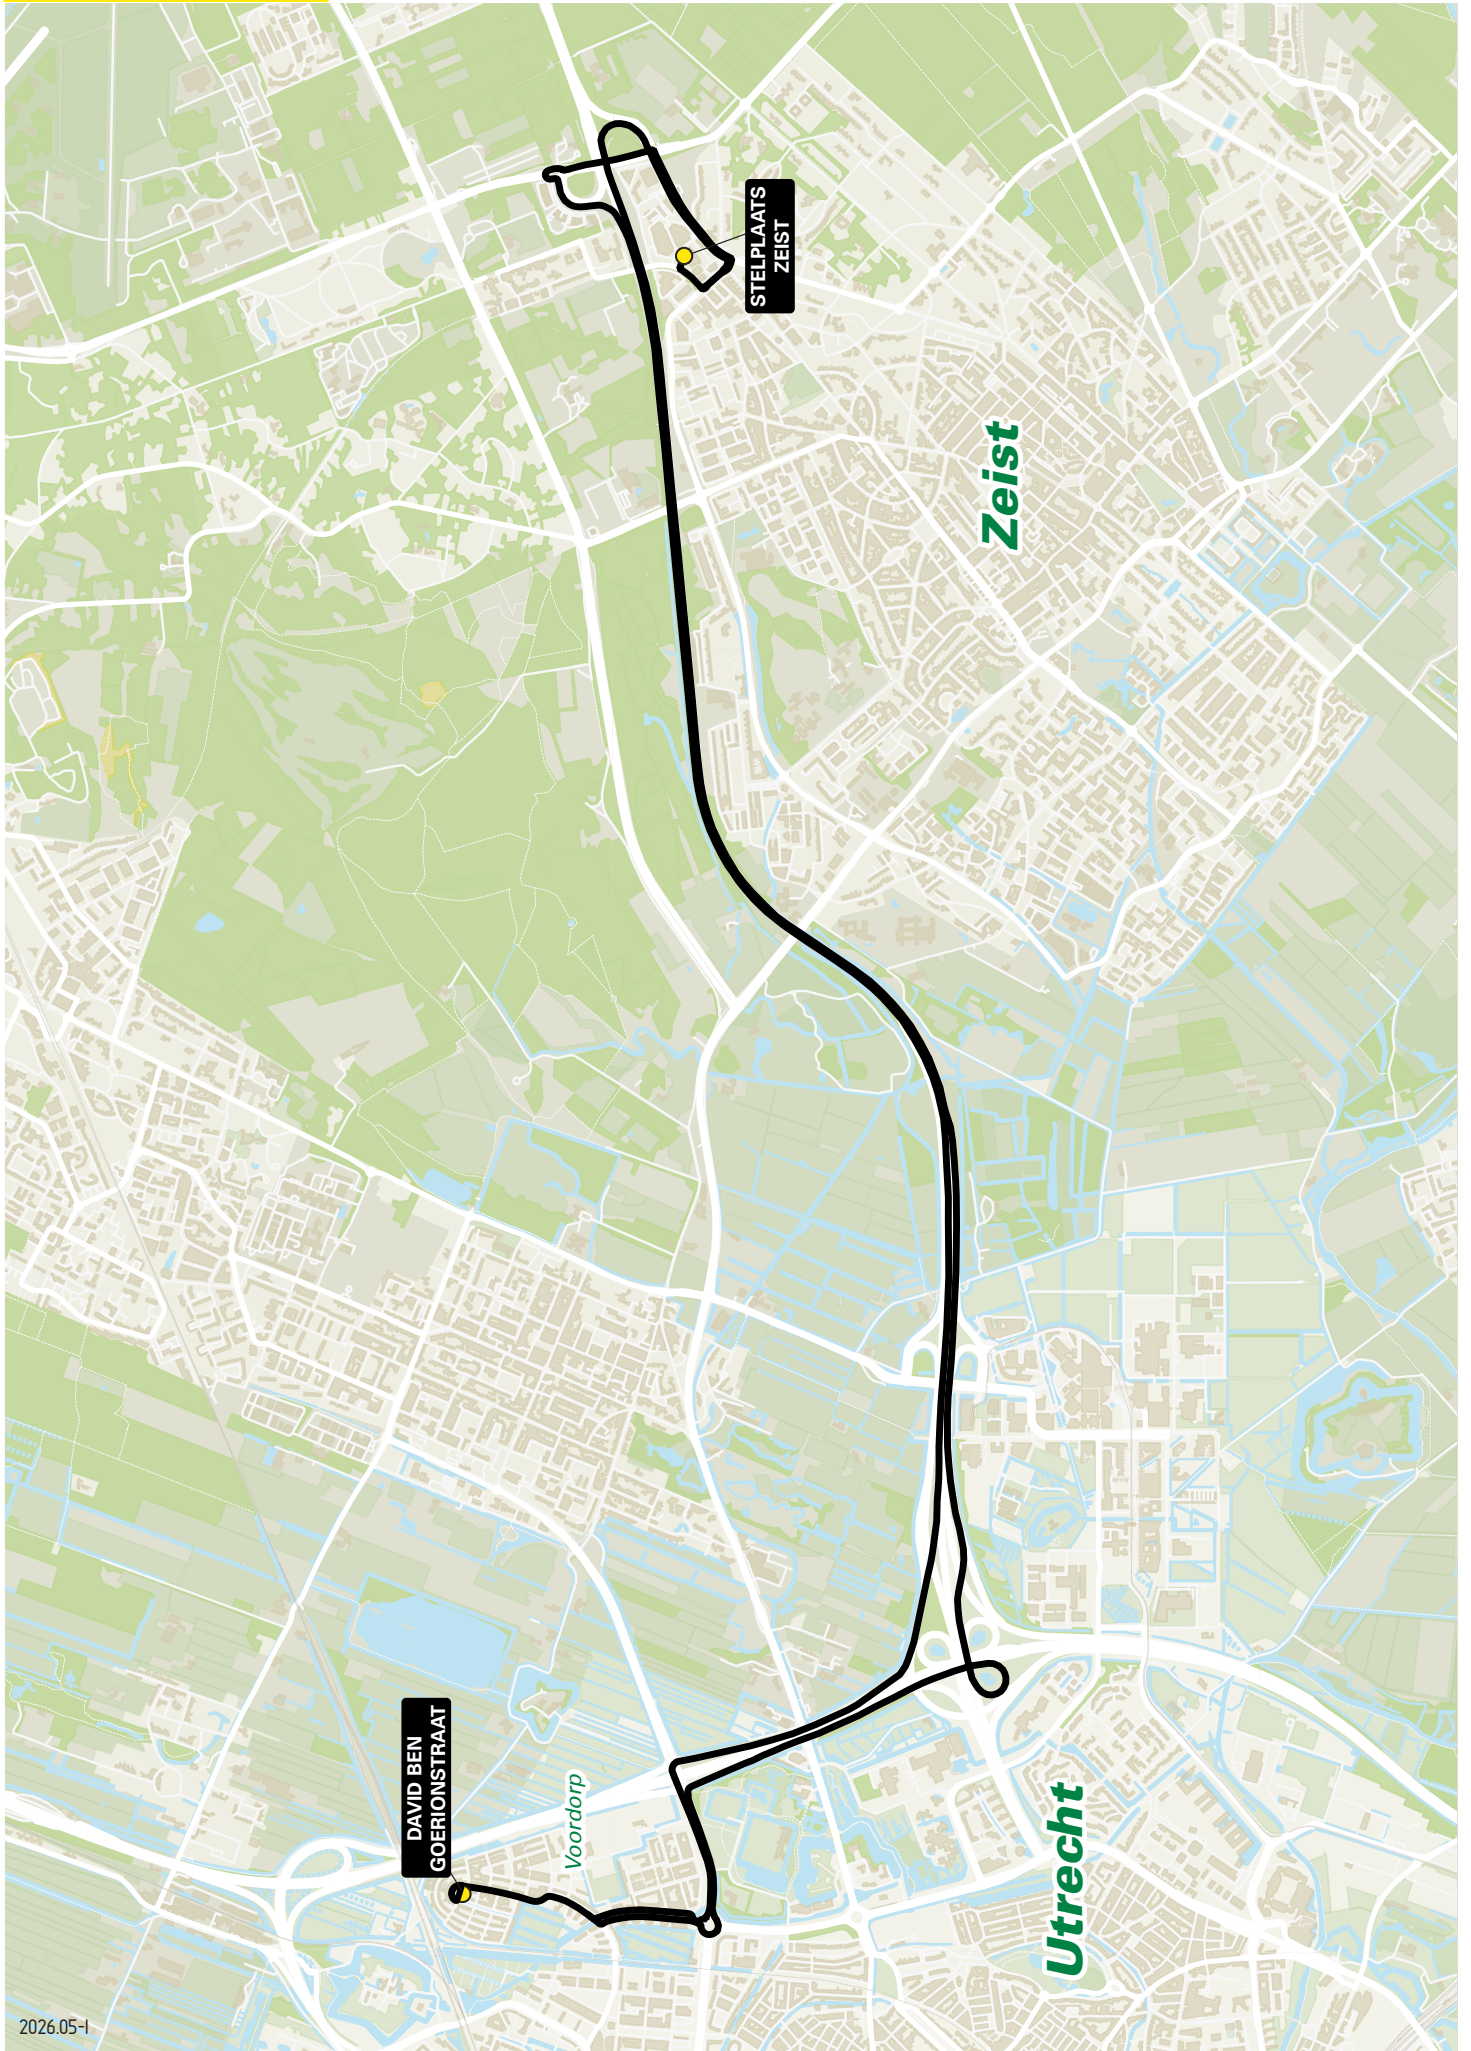 STELPLAATS
ZEIST
Zeist
DAVID BEN
GOERIONSTRAAT
Voordorp
Utrecht
2026.05-I